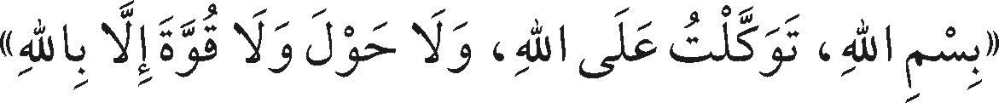 «بِسْمِ اللهِ، تَوَكَّلْتُ عَلَى اللهِ، وَلَا حَوْلَ وَلَا قُوَّةَ إِلَّا بِاللهِ»